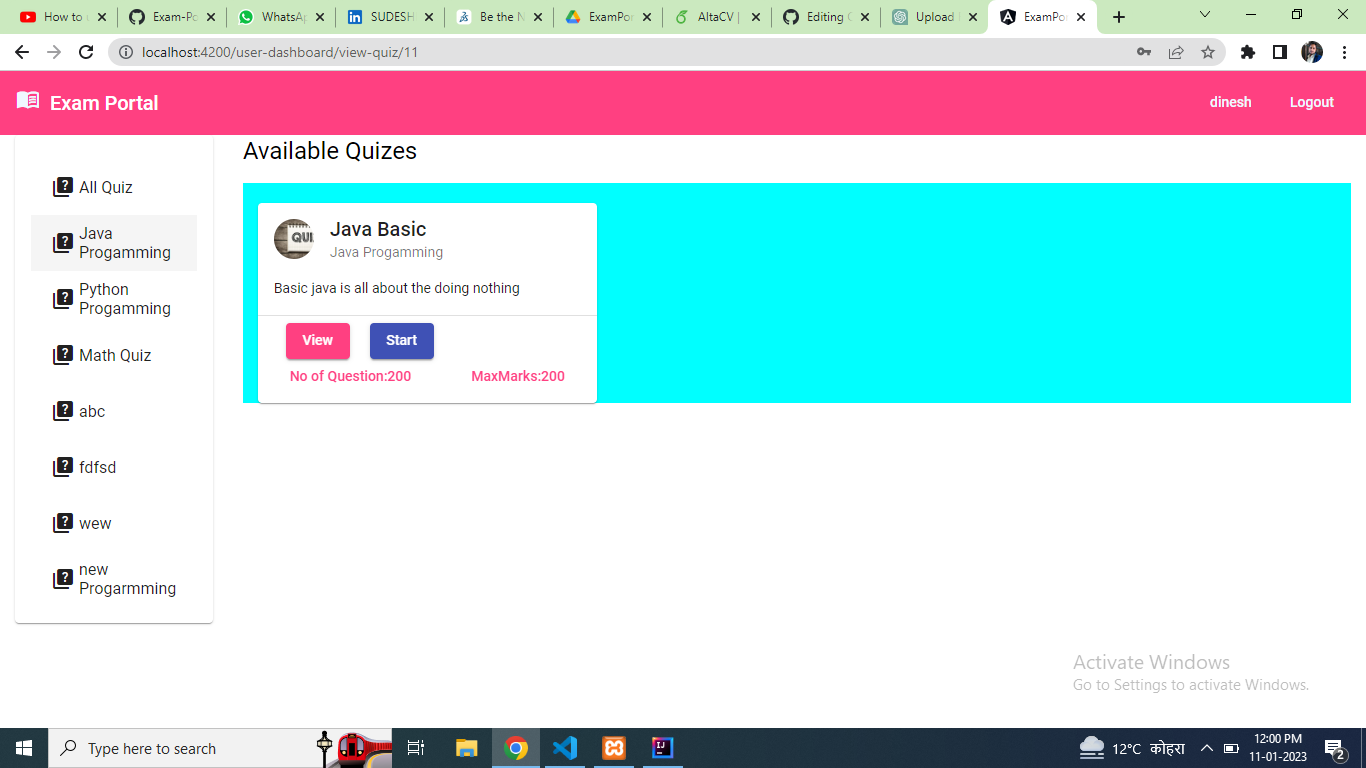 How to u
Exam-Po
WhatsAp
SUDESH
Be the N
ExamPor
AltaCV |
Editing
Upload
ExamPo
localhost:4200/user-dashboard/view-quiz/11
Exam Portal
dinesh
Logout
Available Quizes
All Quiz
Java
Progamming
Python
Progamming
Math Quiz
abc
fdfsd
wew
new
Progarmming
QUI
Java Basic
Java Progamming
Basic java is all about the doing nothing
View
Start
No of Question:200
MaxMarks:200
Activate Windows
Go to Settings to activate Windows.
Type here to search
12°C कोहरा
12:00 PM
11-01-2023
2